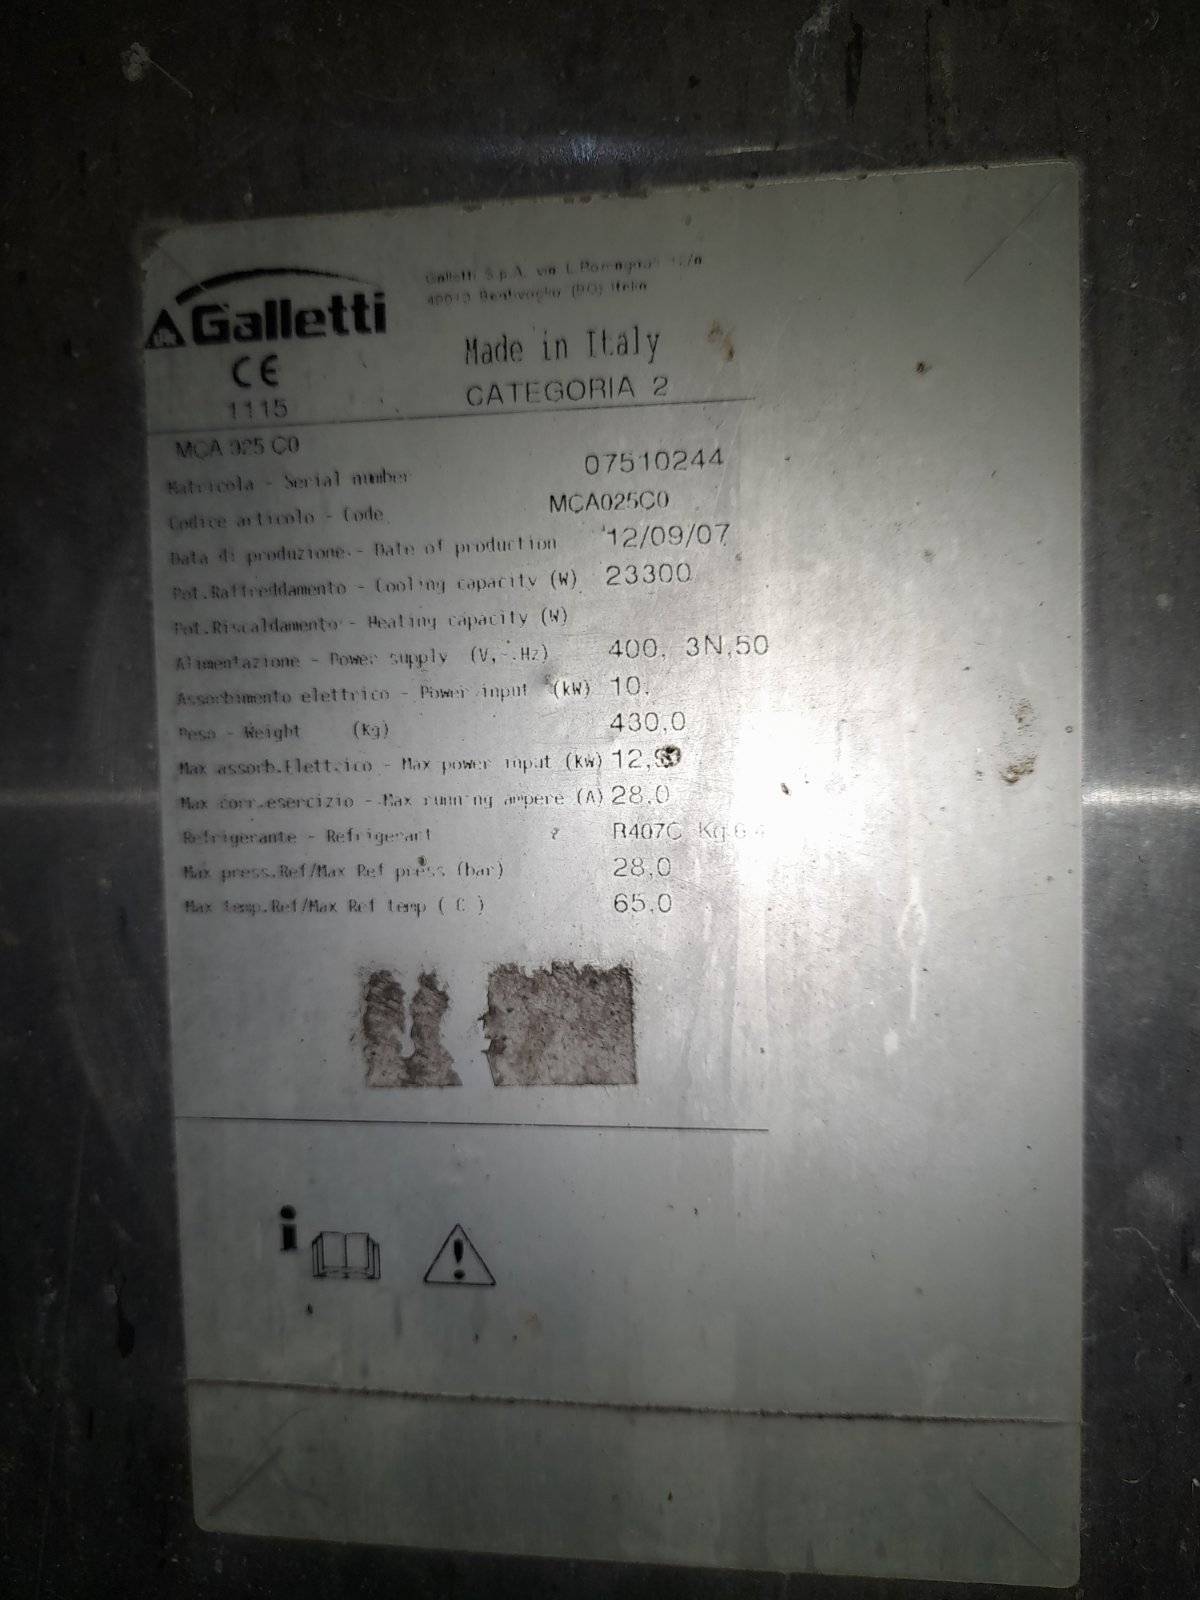 Galletti
Galletti S.p.A. via L.Romagnoli
40010 Bentivoglio (BO) Italia
Made in Italy
CE
1115
CATEGORIA 2
MCA 025 C0
Matricola - Serial number 07510244
Codice articolo - Code MCA025C0
Data di produzione - Date of production 12/09/07
Pot.Raffreddamento - Cooling capacity (W) 23300
Pot.Riscaldamento - Heating capacity (W)
Alimentazione - Power supply (V,~.Hz) 400, 3N,50
Assorbimento elettrico - Power input (kW) 10,
Peso - Weight (Kg) 430,0
Max assorb.Elettrico - Max power input (kW)
Max corr.esercizio - Max running ampere (A) 28,0
Refrigerante - Refrigerant R407C Kg
Max press.Ref/Max Ref press (bar) 28,0
Max temp.Ref/Max Ref temp ( C ) 65,0